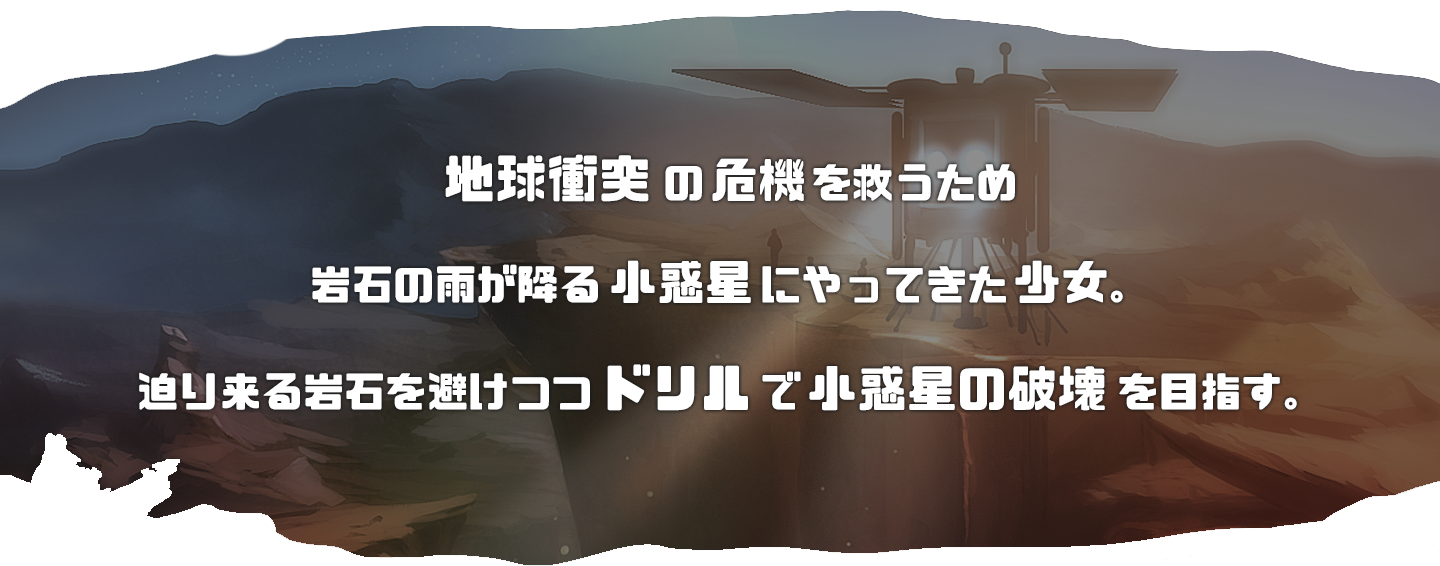 地球衝突の危機を救うため
岩石の雨が降る小惑星にやってきた少女。
迫り来る岩石を避けつつドリルで小惑星の破壊を目指す。